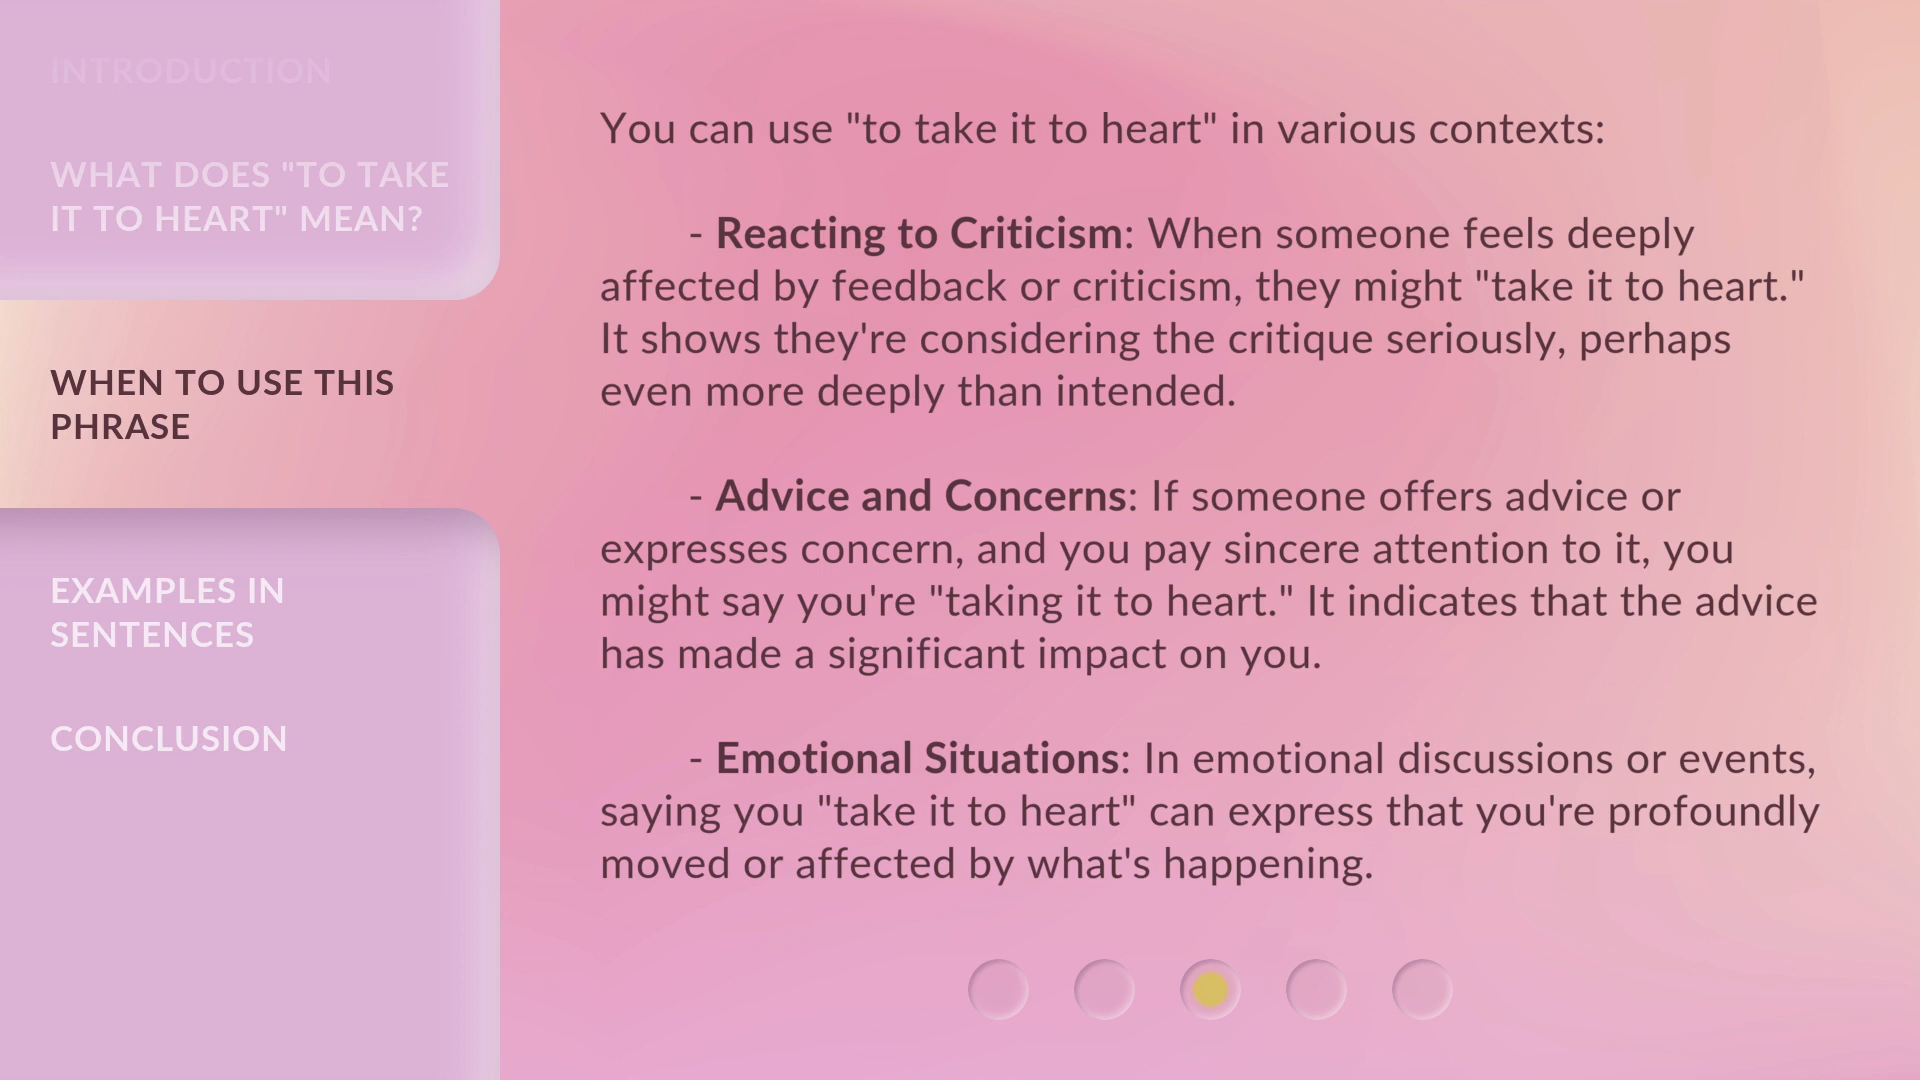 INTRODUCTION
WHAT DOES "TO TAKE
IT TO HEART" MEAN?
WHEN TO USE THIS
PHRASE
EXAMPLES IN
SENTENCES
CONCLUSION
You can use "to take it to heart" in various contexts:
- Reacting to Criticism: When someone feels deeply
affected by feedback or criticism, they might "take it to heart."
It shows they're considering the critique seriously, perhaps
even more deeply than intended.
- Advice and Concerns: If someone offers advice or
expresses concern, and you pay sincere attention to it, you
might say you're "taking it to heart." It indicates that the advice
has made a significant impact on you.
- Emotional Situations: In emotional discussions or events,
saying you "take it to heart" can express that you're profoundly
moved or affected by what's happening.